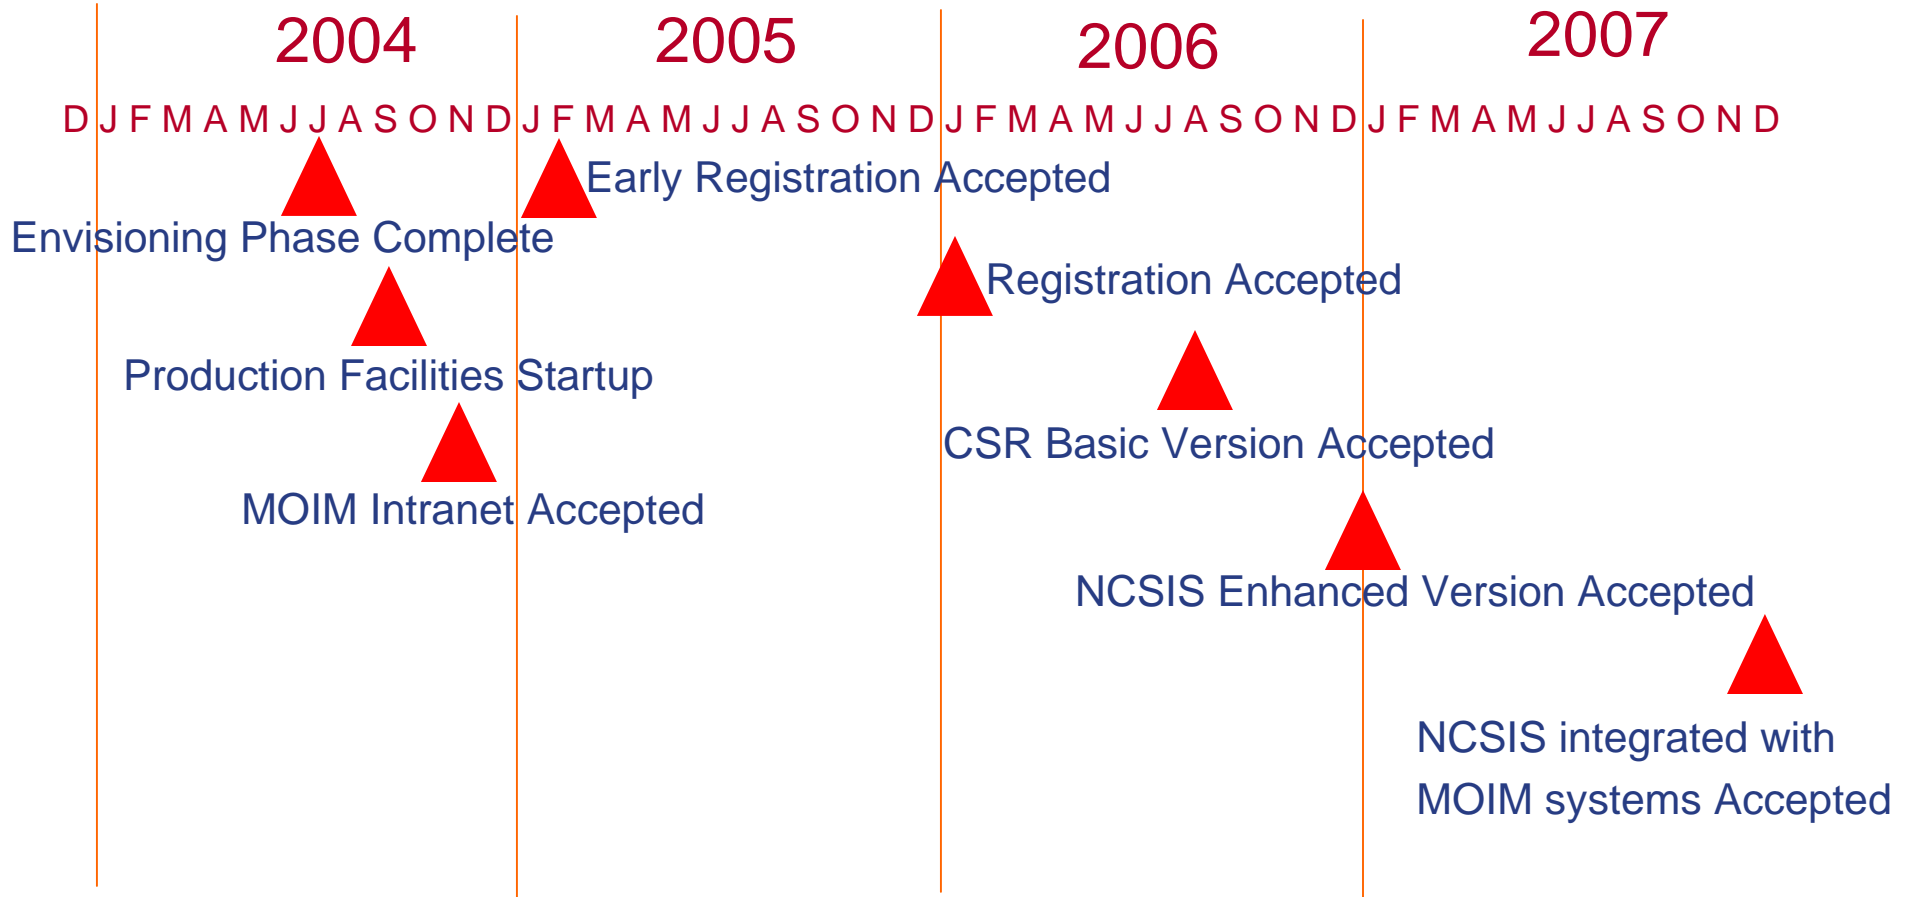 2004 2005 2006 2007
D J F M A M J J A S O N D J F M A M J J A S O N D J F M A M J J A S O N D J F M A M J J A S O N D
Early Registration Accepted
Envisioning Phase Complete
Registration Accepted
Production Facilities Startup
CSR Basic Version Accepted
MOIM Intranet Accepted
NCSIS Enhanced Version Accepted
NCSIS integrated with
MOIM systems Accepted